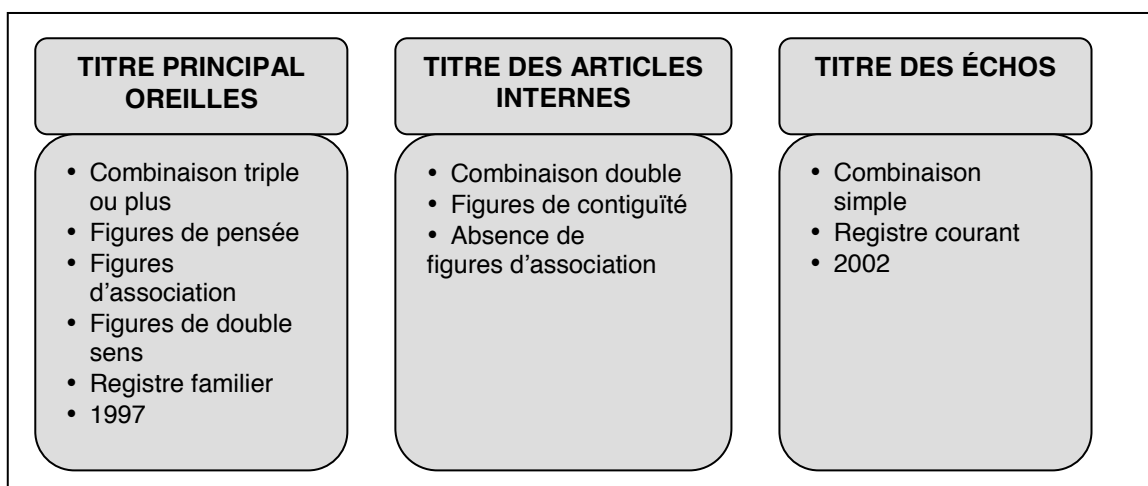 TITRE PRINCIPAL
OREILLES
• Combinaison triple
ou plus
• Figures de pensée
• Figures
d’association
• Figures de double
sens
• Registre familier
• 1997
TITRE DES ARTICLES
INTERNES
• Combinaison double
• Figures de contiguïté
• Absence de
figures d’association
TITRE DES ÉCHOS
• Combinaison
simple
• Registre courant
• 2002